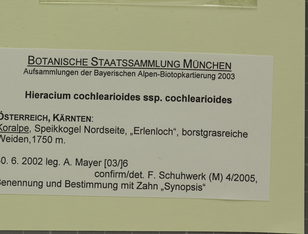 BOTANISCHE STAATSSAMMLUNG MÜNCHEN
Aufsammlungen der Bayerischen Alpen-Biotopkartierung 2003
Hieracium cochlearioides ssp. cochlearioides
ÖSTERREICH, KÄRNTEN:
Koralpe, Speikkogel Nordseite, „Erlenloch“, borstgrasreiche
Weiden,1750 m.
0. 6. 2002 leg. A. Mayer [03/]6
confirm/det. F. Schuhwerk (M) 4/2005,
Benennung und Bestimmung mit Zahn „Synopsis“